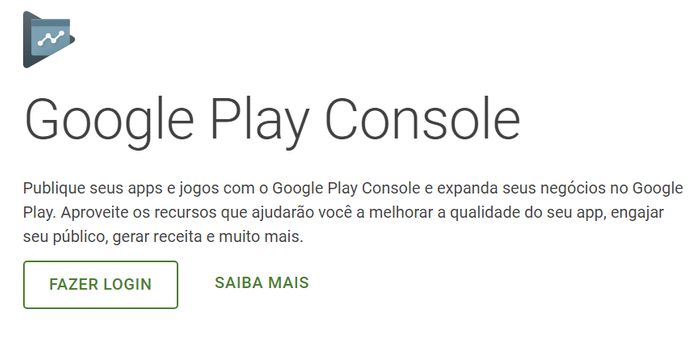 Google Play Console
Publique seus apps e jogos com o Google Play Console e expanda seus negócios no Google
Play. Aproveite os recursos que ajudarão você a melhorar a qualidade do seu app, engajar
seu público, gerar receita e muito mais.
FAZER LOGIN
SAIBA MAIS